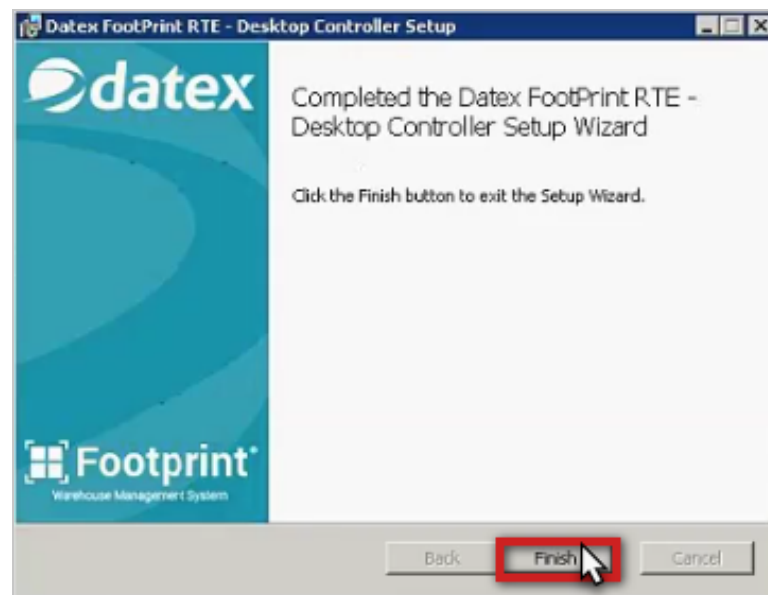 Datex FootPrint RTE - Desktop Controller Setup
datex
Completed the Datex FootPrint RTE -
Desktop Controller Setup Wizard
Click the Finish button to exit the Setup Wizard.
Footprint
Warehouse Management System
Back
Finish
Cancel